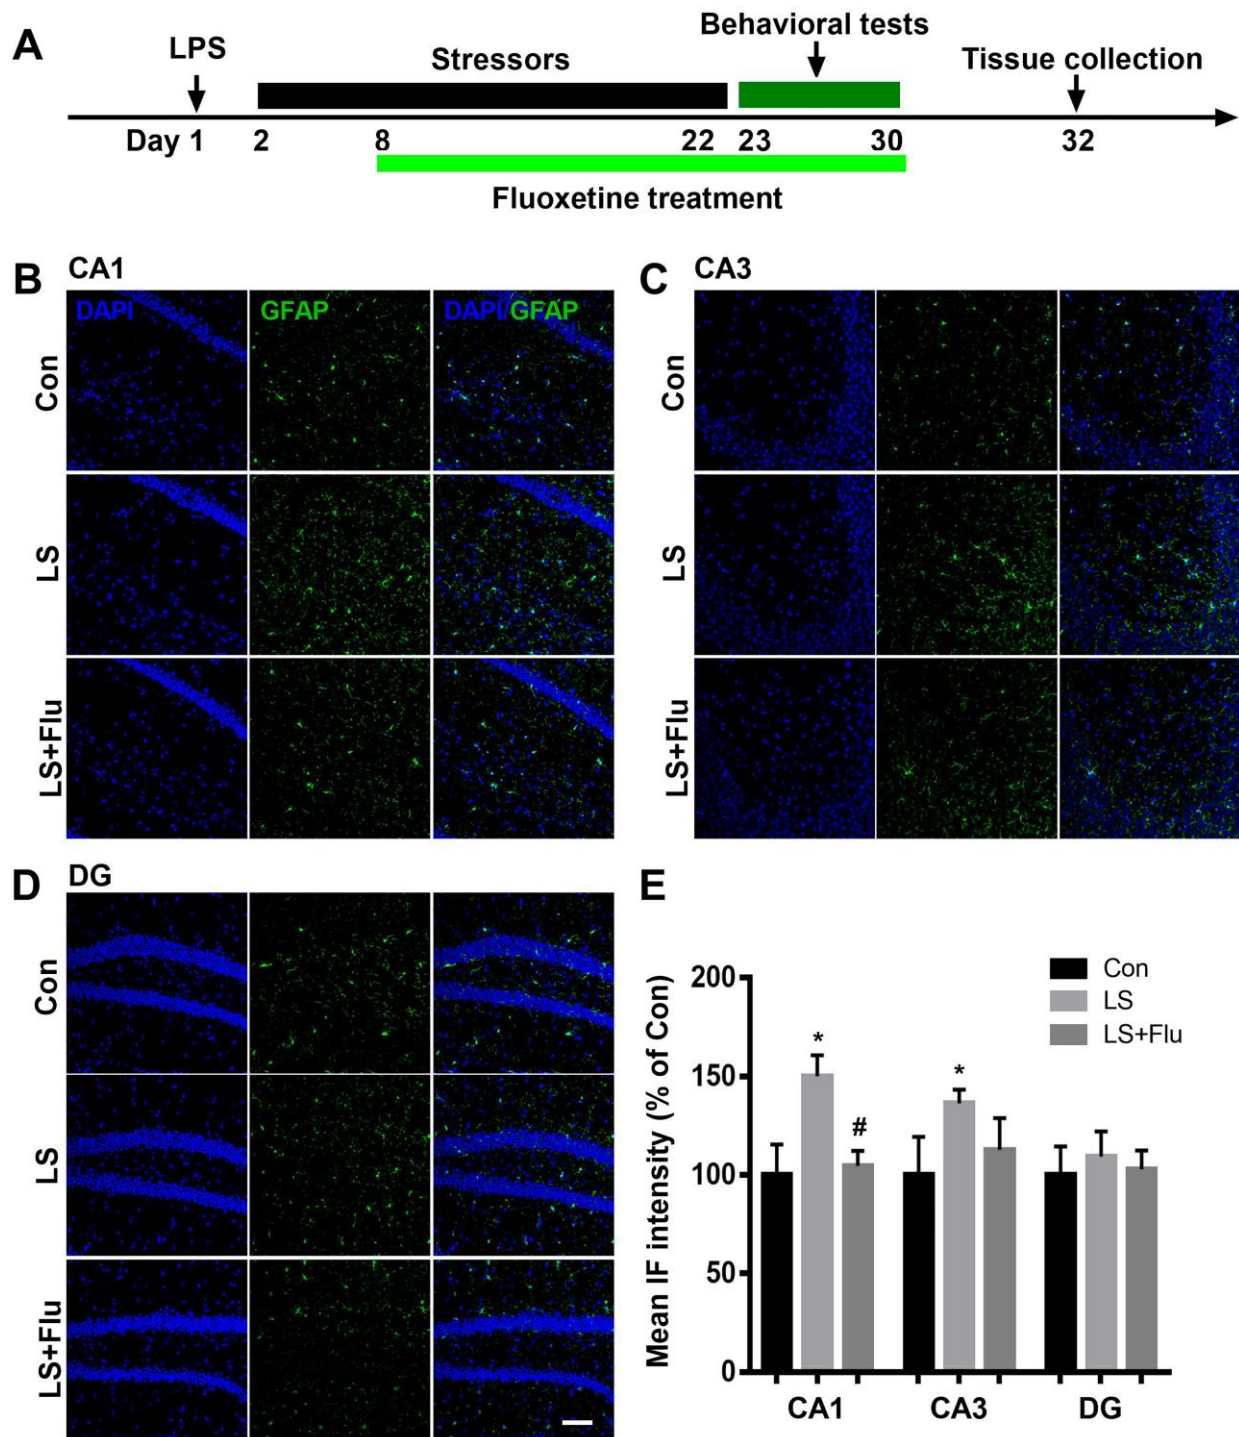 A
LPS
Stressors
Behavioral tests
Tissue collection
Day 1
2
8
22
23
30
32
Fluoxetine treatment
B
CA1
DAPI
GFAP
DAPI/GFAP
Con
LS
LS+Flu
C
CA3
Con
LS
LS+Flu
D
DG
Con
LS
LS+Flu
E
Mean IF intensity (% of Con)
200
150
100
50
0
Con
LS
LS+Flu
*
#
*
CA1
CA3
DG